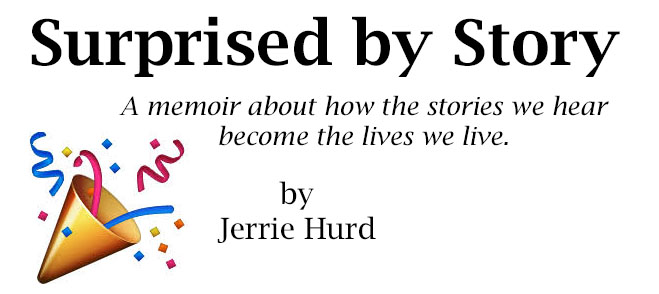 Surprised by Story
A memoir about how the stories we hear
become the lives we live.
by
Jerrie Hurd